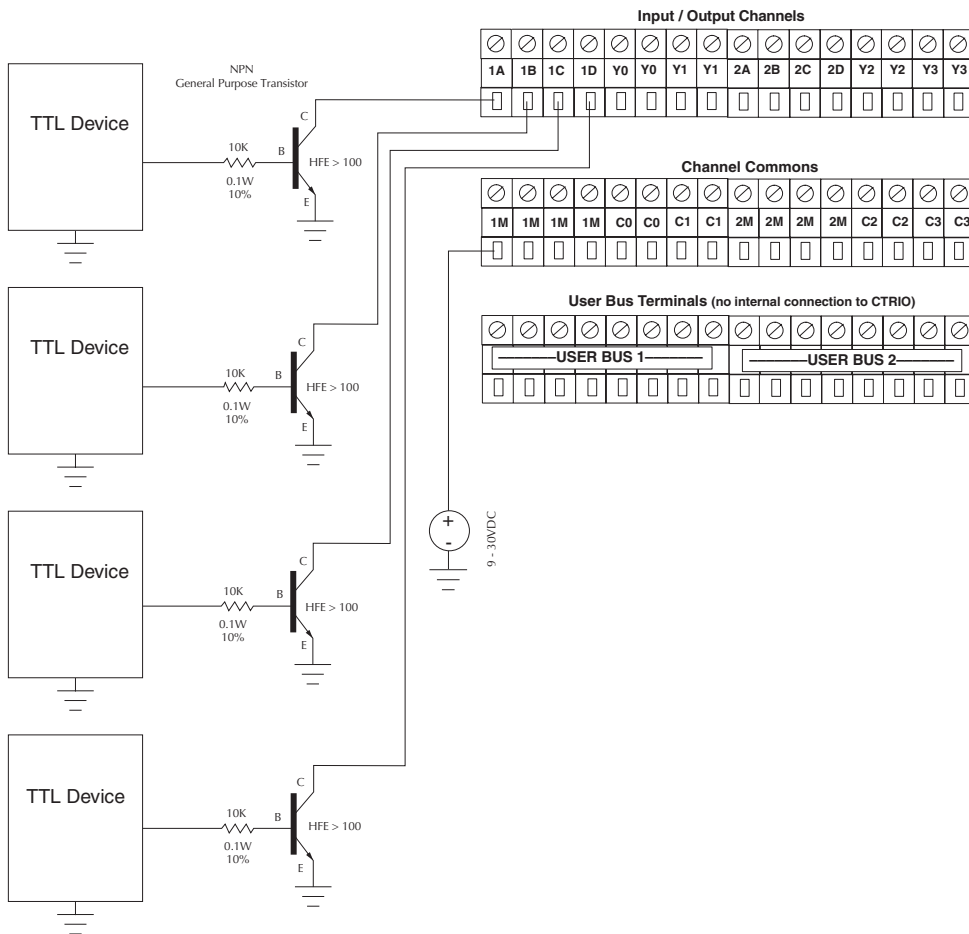 Input / Output Channels
1A 1B 1C 1D Y0 Y0 Y1 Y1 2A 2B 2C 2D Y2 Y2 Y3 Y3
Channel Commons
1M 1M 1M 1M C0 C0 C1 C1 2M 2M 2M 2M C2 C2 C3 C3
User Bus Terminals (no internal connection to CTRIO)
USER BUS 1 USER BUS 2
+
-
9 - 30VDC
NPN
General Purpose Transistor
TTL Device
10K
0.1W
10%
B
C
E
HFE > 100
TTL Device
10K
0.1W
10%
B
C
E
HFE > 100
TTL Device
10K
0.1W
10%
B
C
E
HFE > 100
TTL Device
10K
0.1W
10%
B
C
E
HFE > 100